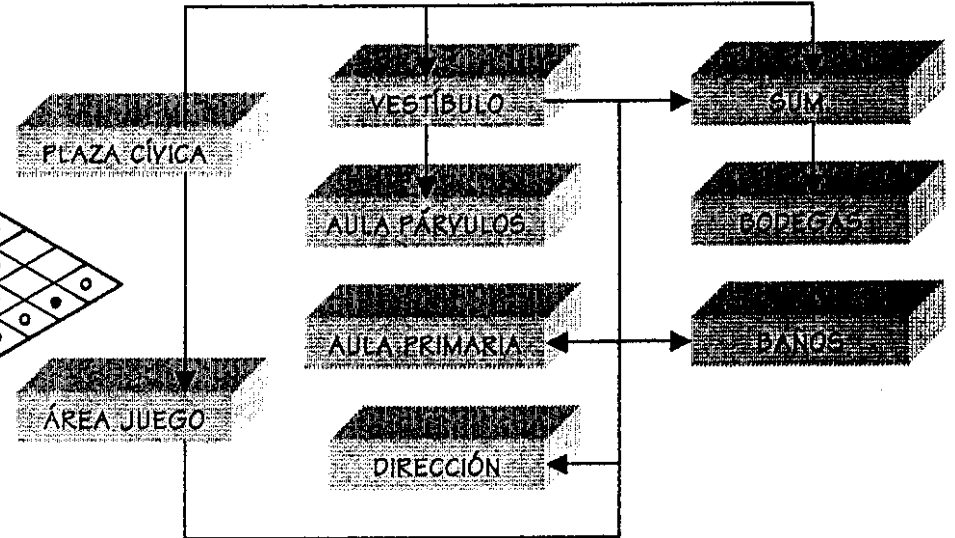 VESTÍBULO
SUM.
PLAZA CÍVICA
AULA PÁRVULOS
BODEGAS
AULA PRIMARIA
BAÑOS
ÁREA JUEGO
DIRECCIÓN